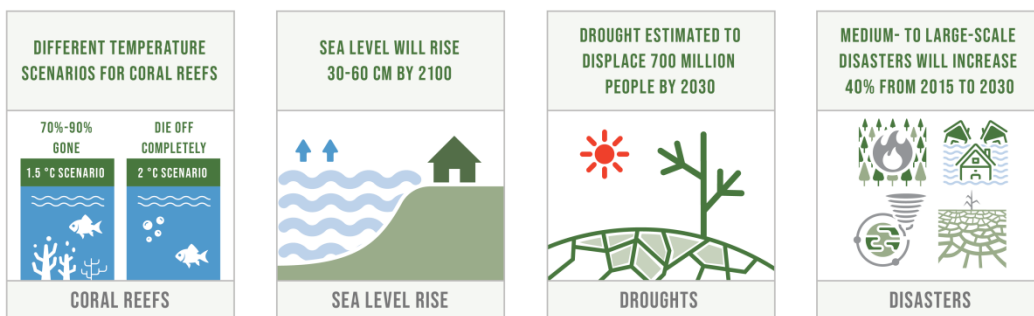 DIFFERENT TEMPERATURE
SCENARIOS FOR CORAL REEFS
70%-90%
GONE
1.5 °C SCENARIO
DIE OFF
COMPLETELY
2 °C SCENARIO
CORAL REEFS
SEA LEVEL WILL RISE
30-60 CM BY 2100
SEA LEVEL RISE
DROUGHT ESTIMATED TO
DISPLACE 700 MILLION
PEOPLE BY 2030
DROUGHTS
MEDIUM- TO LARGE-SCALE
DISASTERS WILL INCREASE
40% FROM 2015 TO 2030
DISASTERS